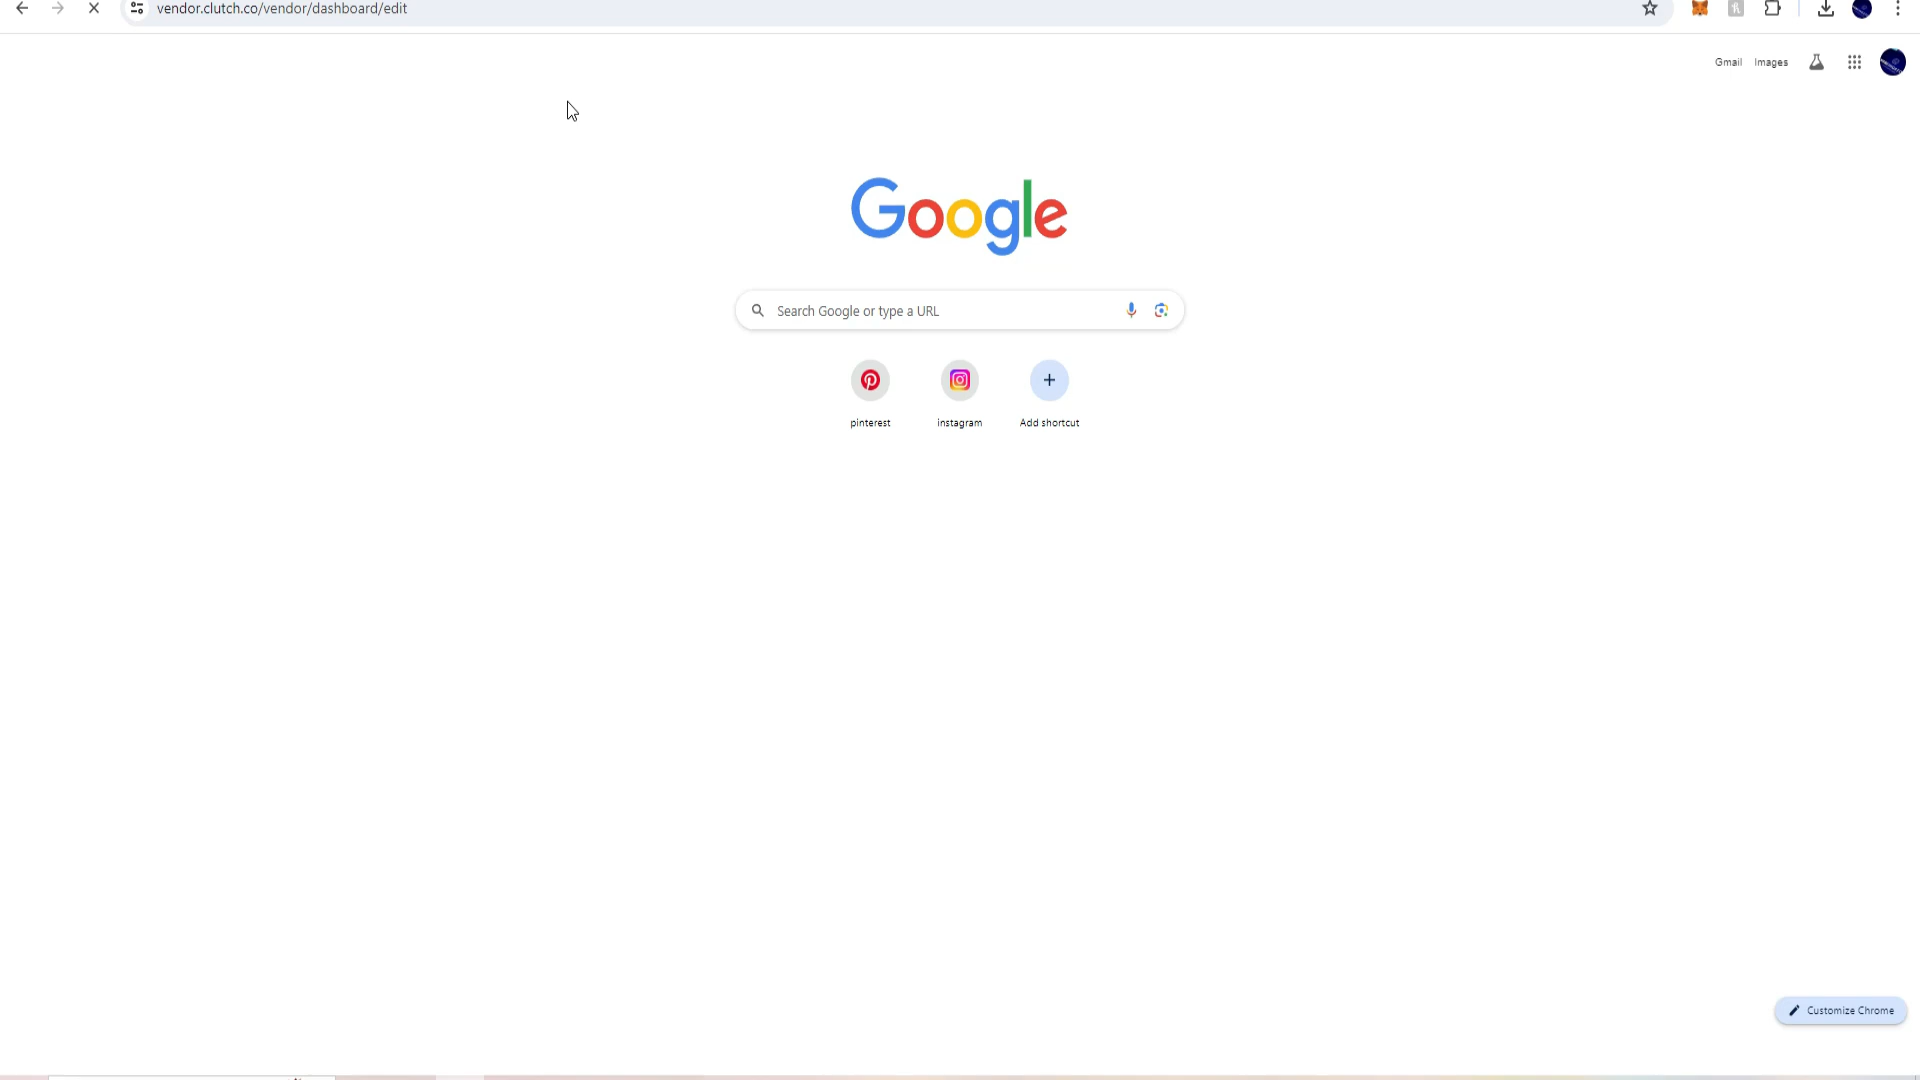 vendor.clutch.co/vendor/dashboard/edit
Gmail Images
Google
Search Google or type a URL
pinterest instagram Add shortcut
Customize Chrome